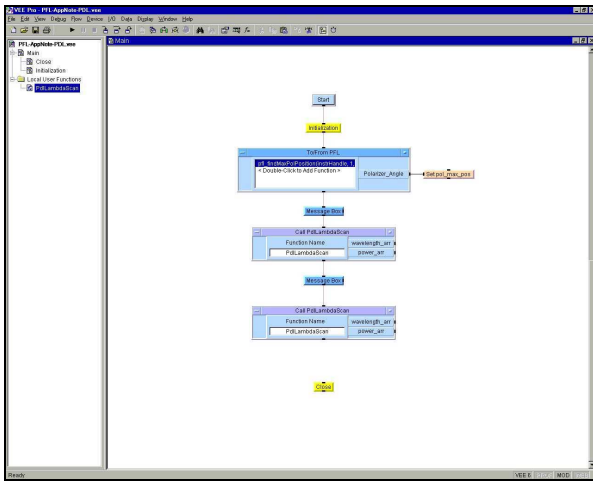 VEE Pro - PFL-AppNote-PDL.vee
File Edit View Debug Flow Device I/O Data Display Window Help
PFL-AppNote-PDL.vee
Main
Close
Initialization
Local User Functions
PdlLambdaScan
Main
Start
Initialization
To/From PFL
pfl_findMaxPolPosition(instrHandle, 1,
< Double-Click to Add Function >
Polarizer_Angle
Set pol_max_pos
Message Box
Call PdlLambdaScan
Function Name
PdlLambdaScan
wavelength_arr
power_arr
Message Box
Call PdlLambdaScan
Function Name
PdlLambdaScan
wavelength_arr
power_arr
Close
Ready
VEE 6
MOD